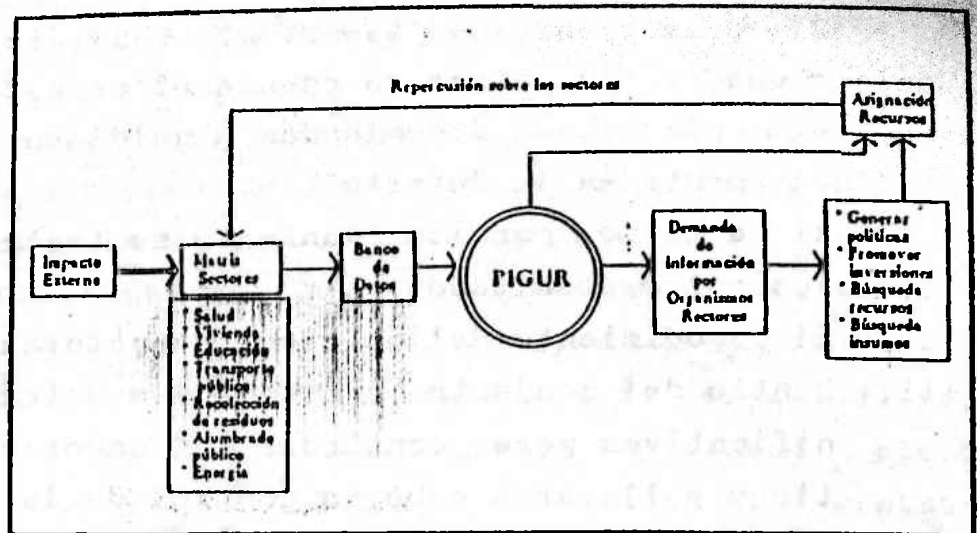 Repercusión sobre los sectores
Asignación
Recursos
Impacto
Externo
Matriz
Sectores
* Salud
* Vivienda
* Educación
* Transporte
público
* Recolección
de residuos
* Alumbrado
público
* Energía
Banco
de
Datos
PIGUR
Demanda
de
Información
por
Organismos
Rectores
* Generar
políticas
* Promover
inversiones
* Búsqueda
recursos
* Búsqueda
insumos